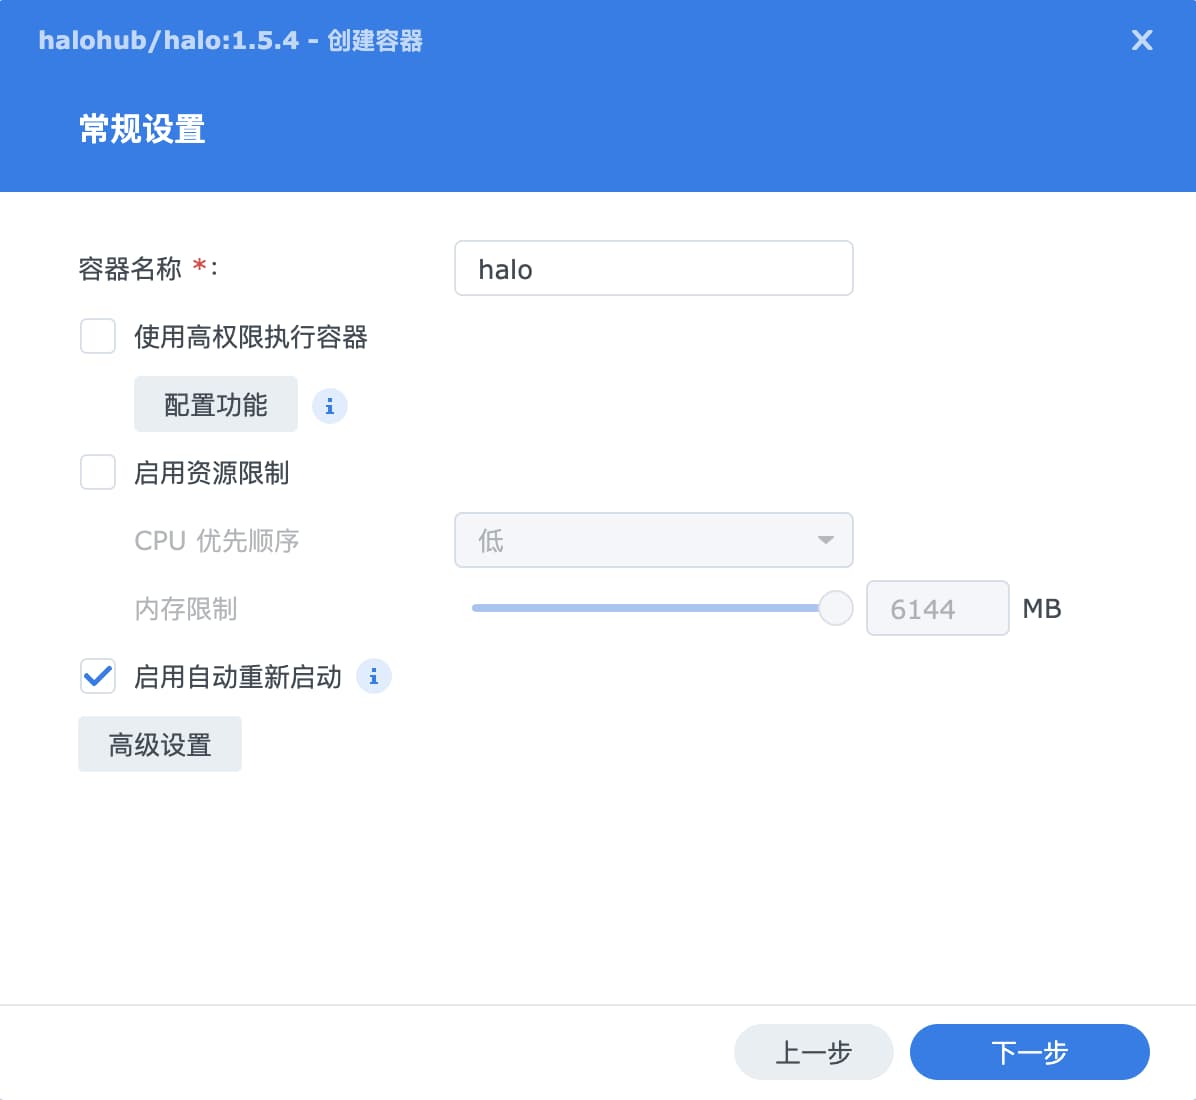 halohub/halo:1.5.4 - 创建容器
常规设置
容器名称 *: halo
使用高权限执行容器
配置功能
启用资源限制
CPU 优先顺序 低
内存限制 6144 MB
启用自动重新启动
高级设置
上一步 下一步